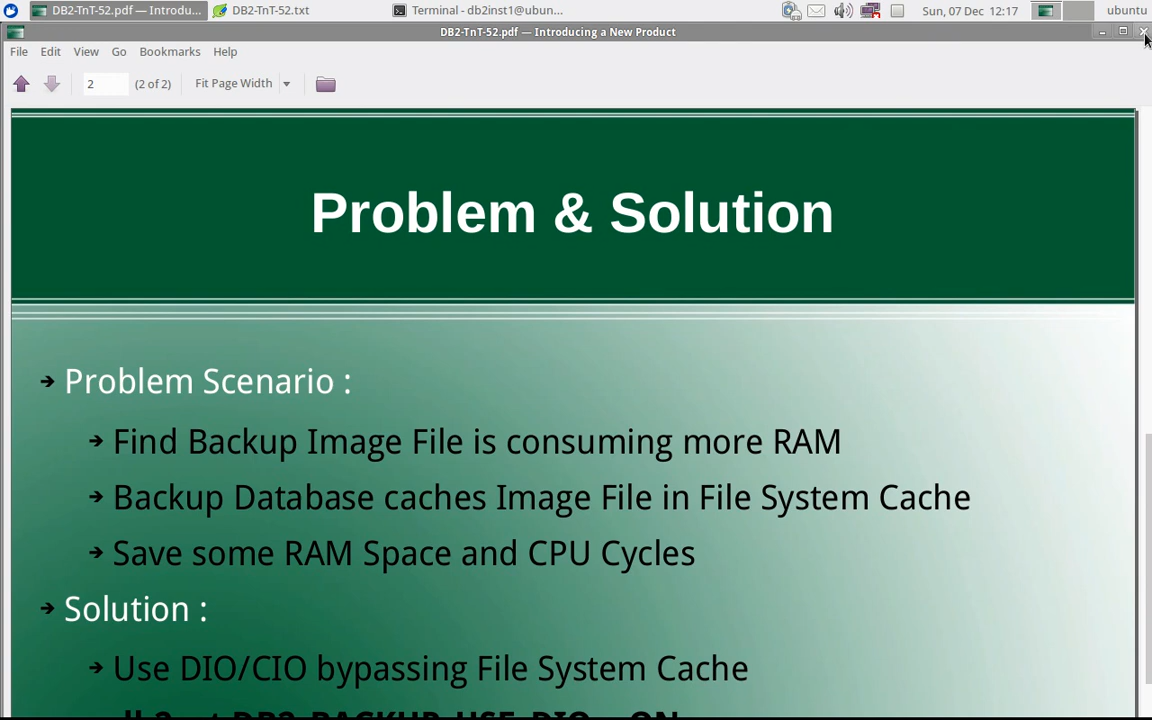 DB2-TnT-52.pdf — Introdu... DB2-TnT-52.txt Terminal - db2inst1@ubun... Sun, 07 Dec 12:17 ubuntu
DB2-TnT-52.pdf — Introducing a New Product
File Edit View Go Bookmarks Help
2 (2 of 2) Fit Page Width
Problem & Solution
Problem Scenario :
Find Backup Image File is consuming more RAM
Backup Database caches Image File in File System Cache
Save some RAM Space and CPU Cycles
Solution :
Use DIO/CIO bypassing File System Cache